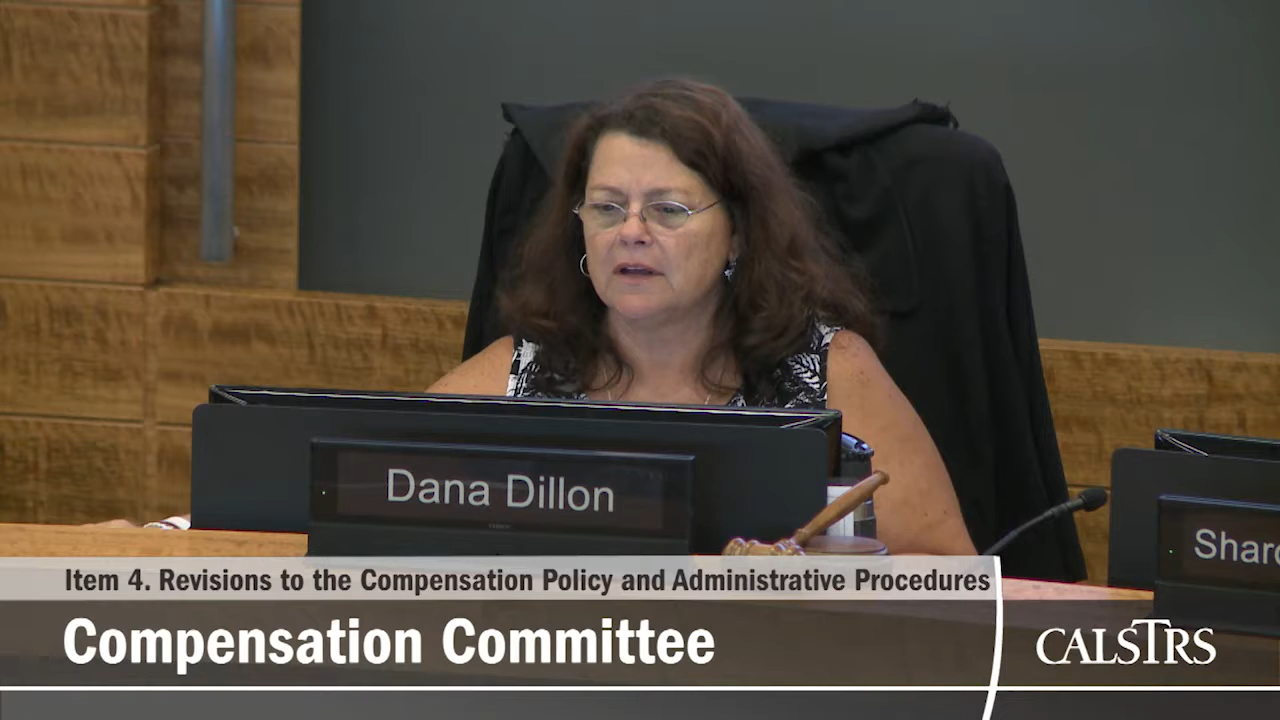 Dana Dillon
Item 4. Revisions to the Compensation Policy and Administrative Procedures
Compensation Committee
CALSTRS